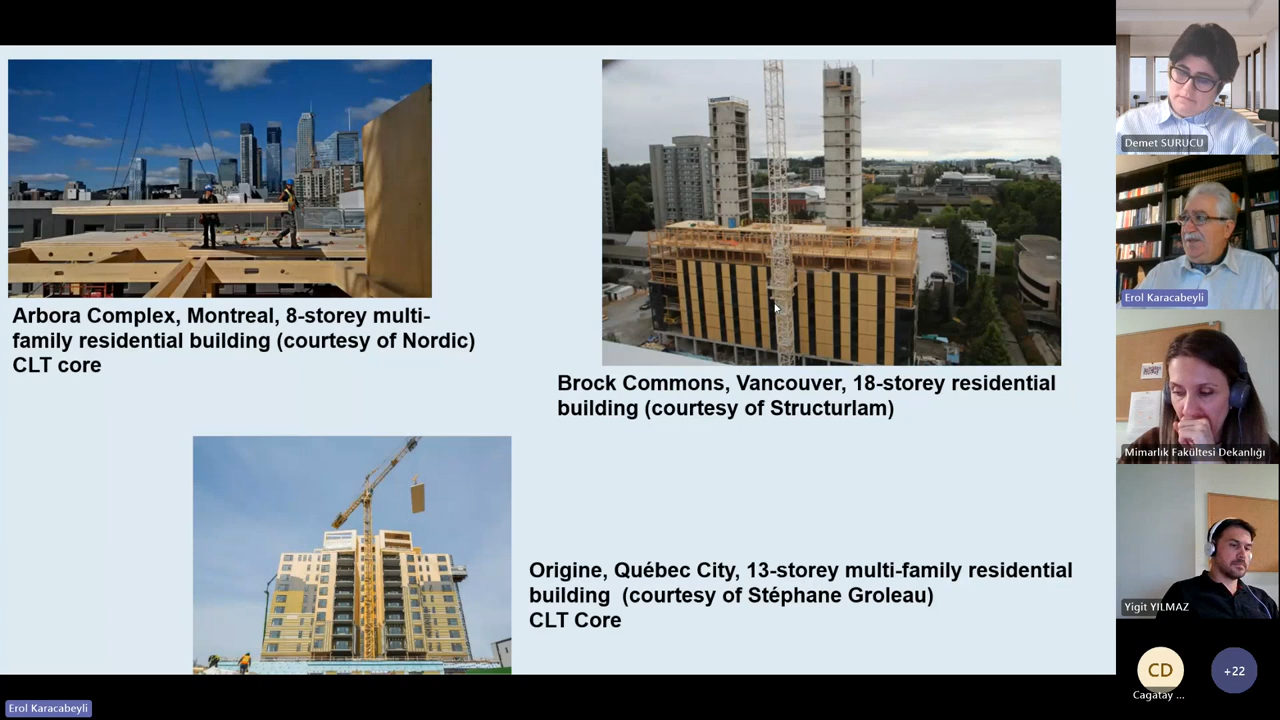 Arbora Complex, Montreal, 8-storey multi-
family residential building (courtesy of Nordic)
CLT core
Brock Commons, Vancouver, 18-storey residential
building (courtesy of Structurlam)
Origine, Québec City, 13-storey multi-family residential
building  (courtesy of Stéphane Groleau)
CLT Core
Demet SURUCU
Erol Karacabeyli
Mimarlık Fakültesi Dekanlığı
Yigit YILMAZ
CD
Cagatay ...
+22
Erol Karacabeyli